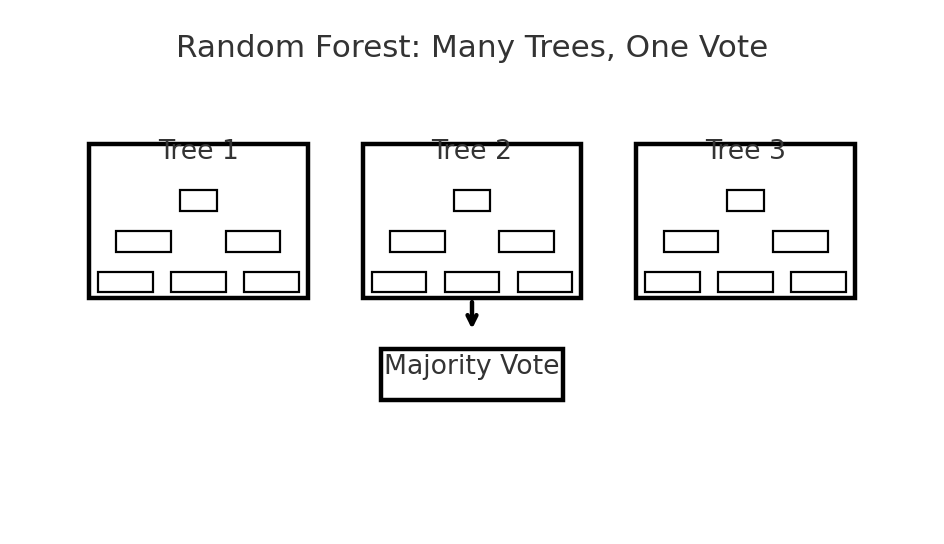 Random Forest: Many Trees, One Vote
Tree 1
Tree 2
Tree 3
Majority Vote